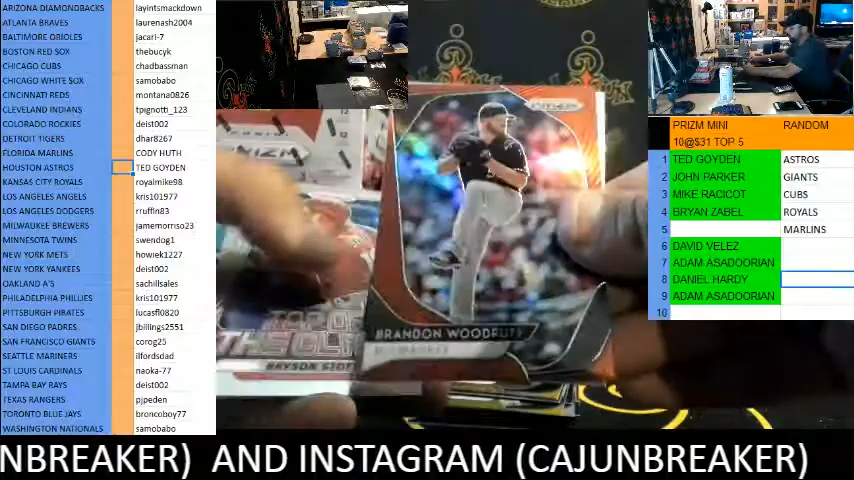 ARIZONA DIAMONDBACKS layintsmackdown
ATLANTA BRAVES laurenash2004
BALTIMORE ORIOLES jacari-7
BOSTON RED SOX thebucyk
CHICAGO CUBS chadbassman
CHICAGO WHITE SOX samobabo
CINCINNATI REDS montana0826
CLEVELAND INDIANS tpignotti_123
COLORADO ROCKIES deist002
DETROIT TIGERS dhar8267
FLORIDA MARLINS CODY HUTH
HOUSTON ASTROS TED GOYDEN
KANSAS CITY ROYALS royalmike98
LOS ANGELES ANGELS kris101977
LOS ANGELES DODGERS rruffin83
MILWAUKEE BREWERS jamemorriso23
MINNESOTA TWINS swendog1
NEW YORK METS howiek1227
NEW YORK YANKEES deist002
OAKLAND A'S sachillsales
PHILADELPHIA PHILLIES kris101977
PITTSBURGH PIRATES lucasfl0820
SAN DIEGO PADRES jbillings2551
SAN FRANCISCO GIANTS corog25
SEATTLE MARINERS ilfordsdad
ST LOUIS CARDINALS naoka-77
TAMPA BAY RAYS deist002
TEXAS RANGERS pjpeden
TORONTO BLUE JAYS broncoboy77
WASHINGTON NATIONALS samobabo
PRIZM
BRANDON WOODRUFF
PRIZM MINI RANDOM
10@$31 TOP 5
1 TED GOYDEN ASTROS
2 JOHN PARKER GIANTS
3 MIKE RACICOT CUBS
4 BRYAN ZABEL ROYALS
5 MARLINS
6 DAVID VELEZ
7 ADAM ASADOORIAN
8 DANIEL HARDY
9 ADAM ASADOORIAN
10
NBREAKER) AND INSTAGRAM (CAJUNBREAKER)